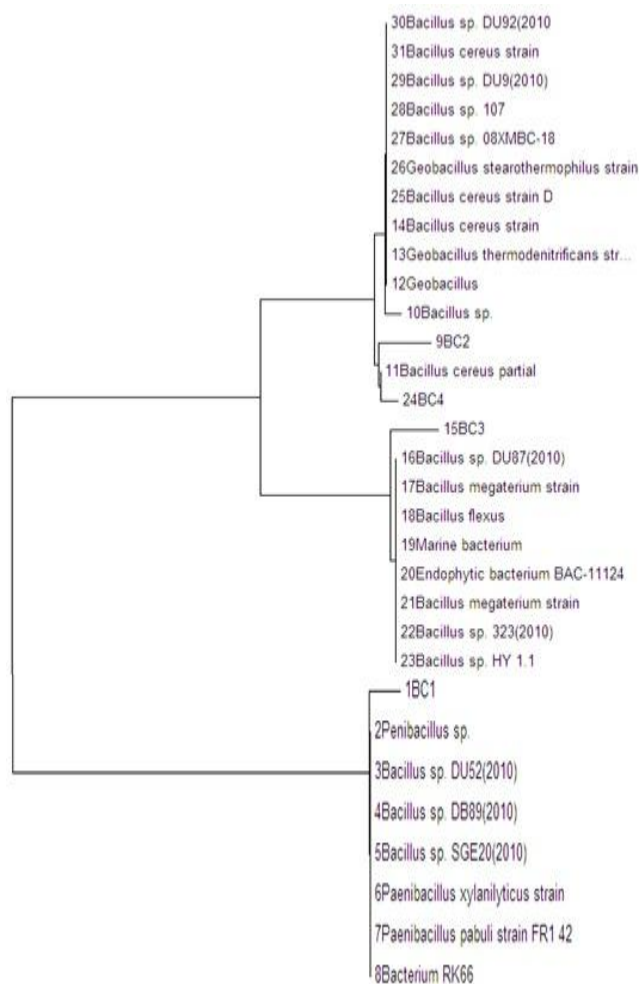 30Bacillus sp. DU92(2010
31Bacillus cereus strain
29Bacillus sp. DU9(2010)
28Bacillus sp. 107
27Bacillus sp. 08XMBC-18
26Geobacillus stearothermophilus strain
25Bacillus cereus strain D
14Bacillus cereus strain
13Geobacillus thermodenitrificans str...
12Geobacillus
10Bacillus sp.
9BC2
11Bacillus cereus partial
24BC4
15BC3
16Bacillus sp. DU87(2010)
17Bacillus megaterium strain
18Bacillus flexus
19Marine bacterium
20Endophytic bacterium BAC-11124
21Bacillus megaterium strain
22Bacillus sp. 323(2010)
23Bacillus sp. HY 1.1
1BC1
2Penibacillus sp.
3Bacillus sp. DU52(2010)
4Bacillus sp. DB89(2010)
5Bacillus sp. SGE20(2010)
6Paenibacillus xylanilyticus strain
7Paenibacillus pabuli strain FR1 42
8Bacterium RK66